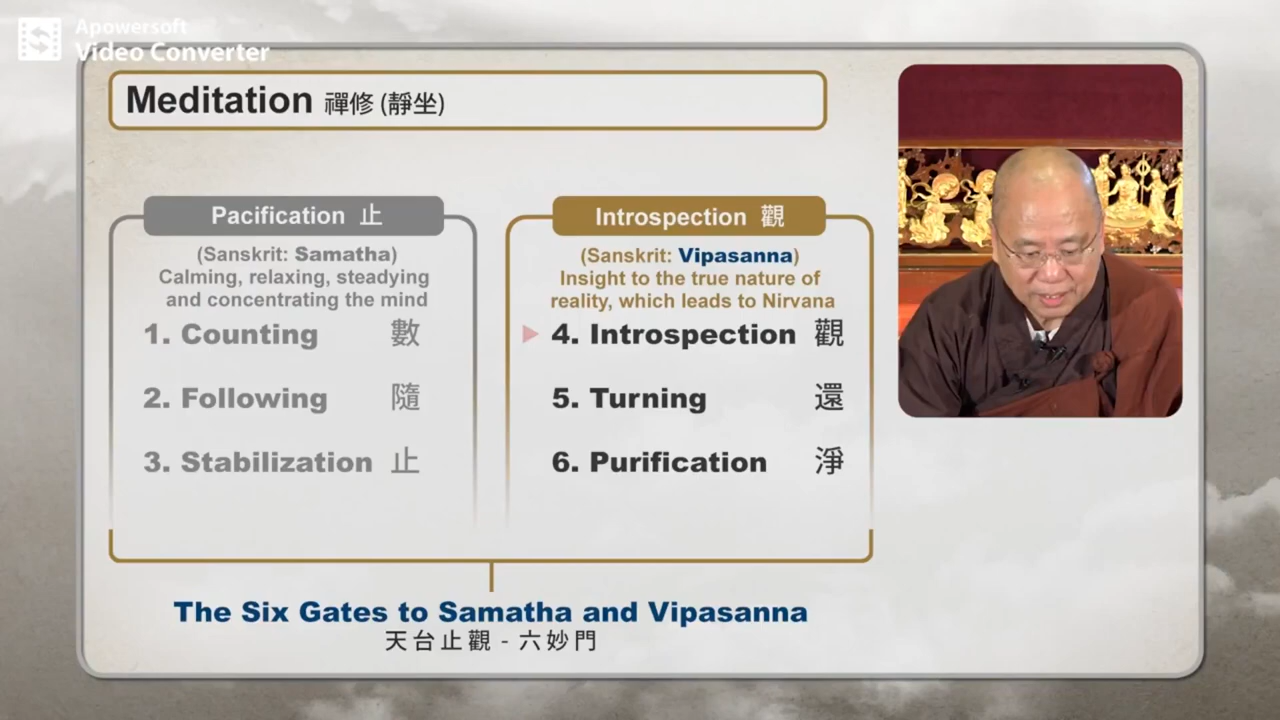 Apowersoft
Video Converter
Meditation 禪修 (靜坐)
Pacification 止
(Sanskrit: Samatha)
Calming, relaxing, steadying
and concentrating the mind
1. Counting 數
2. Following 隨
3. Stabilization 止
Introspection 觀
(Sanskrit: Vipasanna)
Insight to the true nature of
reality, which leads to Nirvana
4. Introspection 觀
5. Turning 還
6. Purification 淨
The Six Gates to Samatha and Vipasanna
天台止觀 - 六妙門